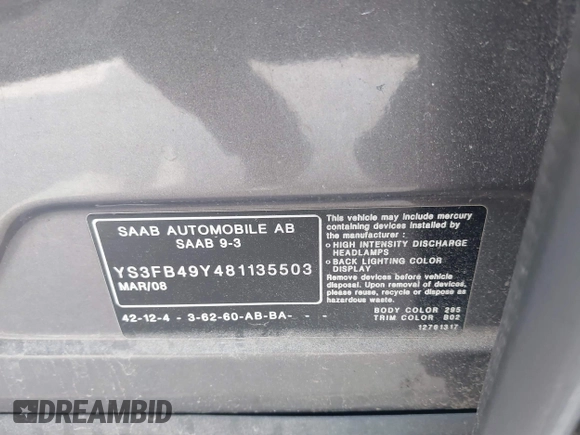 SAAB AUTOMOBILE AB
SAAB 9-3
YS3FB49Y481135503
MAR/08
42-12-4 - 3-62-60-AB-BA- - -
This vehicle may include mercury
containing devices installed by
the manufacturer:
o HIGH INTENSITY DISCHARGE
HEADLAMPS
o BACK LIGHTING COLOR
DISPLAY
Remove devices before vehicle
disposal. Upon removal of devices,
please reuse, recycle or dispose as
hazardous waste.
BODY COLOR 295
TRIM COLOR B02
12781317
DREAMBID